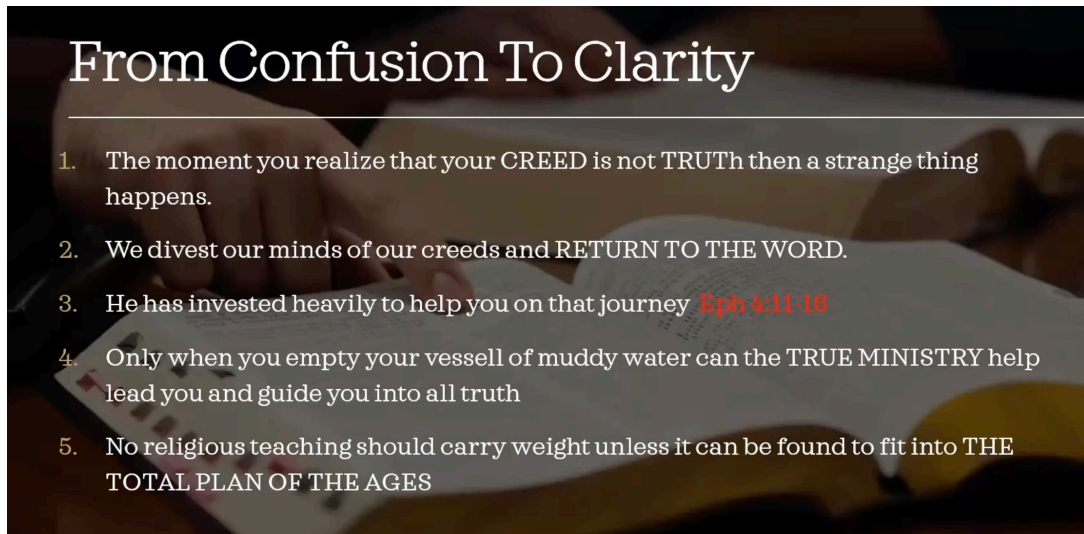 From Confusion To Clarity
1. The moment you realize that your CREED is not TRUTh then a strange thing
happens.
2. We divest our minds of our creeds and RETURN TO THE WORD.
3. He has invested heavily to help you on that journey Eph 4:11-16
4. Only when you empty your vessell of muddy water can the TRUE MINISTRY help
lead you and guide you into all truth
5. No religious teaching should carry weight unless it can be found to fit into THE
TOTAL PLAN OF THE AGES